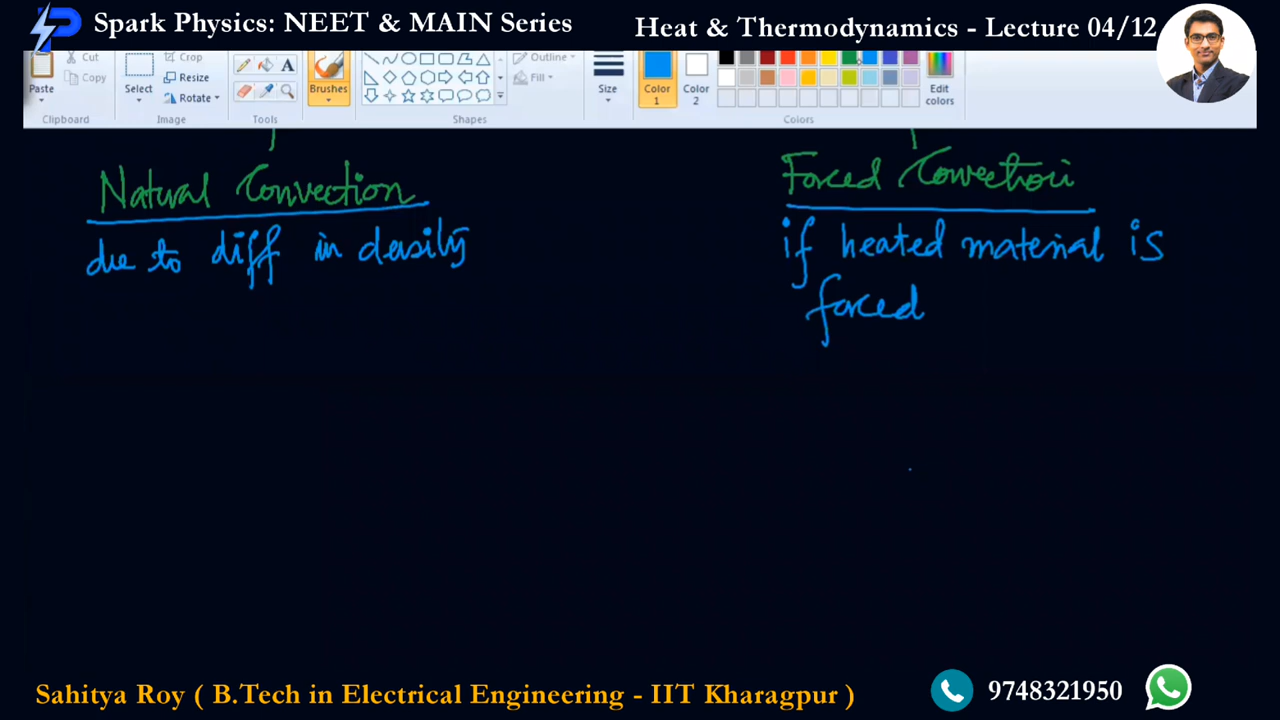 Spark Physics: NEET & MAIN Series
Heat & Thermodynamics - Lecture 04/12
Paste
Cut
Copy
Clipboard
Select
Crop
Resize
Rotate
Image
A
Tools
Brushes
Outline
Fill
Shapes
Size
Color 1
Color 2
Edit colors
Colors
Natural Convection
Forced Convection
due to diff in density
if heated material is
forced
Sahitya Roy ( B.Tech in Electrical Engineering - IIT Kharagpur )
9748321950